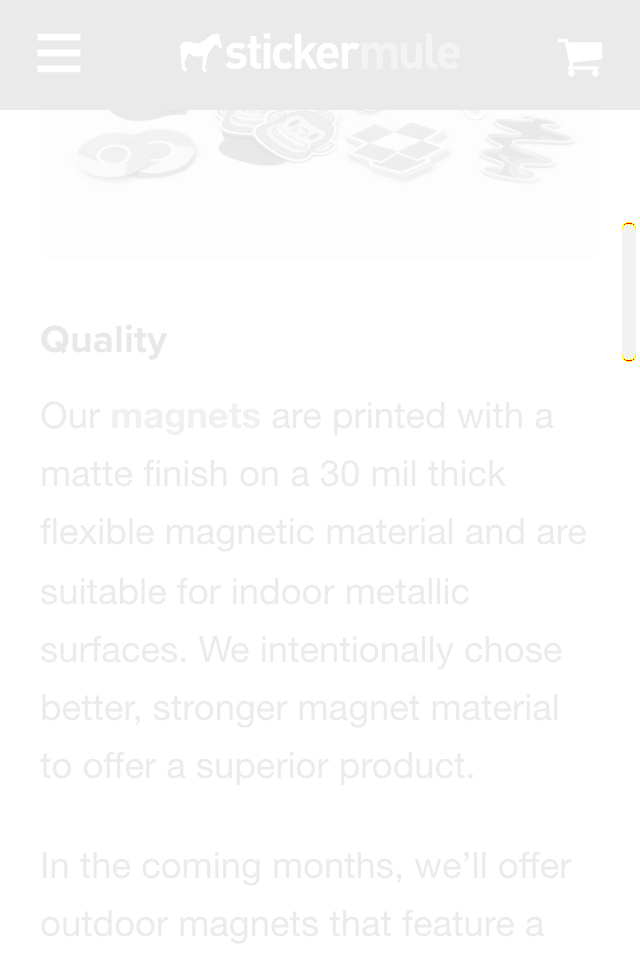 stickermule
Quality
Our magnets are printed with a
matte finish on a 30 mil thick
flexible magnetic material and are
suitable for indoor metallic
surfaces. We intentionally chose
better, stronger magnet material
to offer a superior product.
In the coming months, we’ll offer
outdoor magnets that feature a